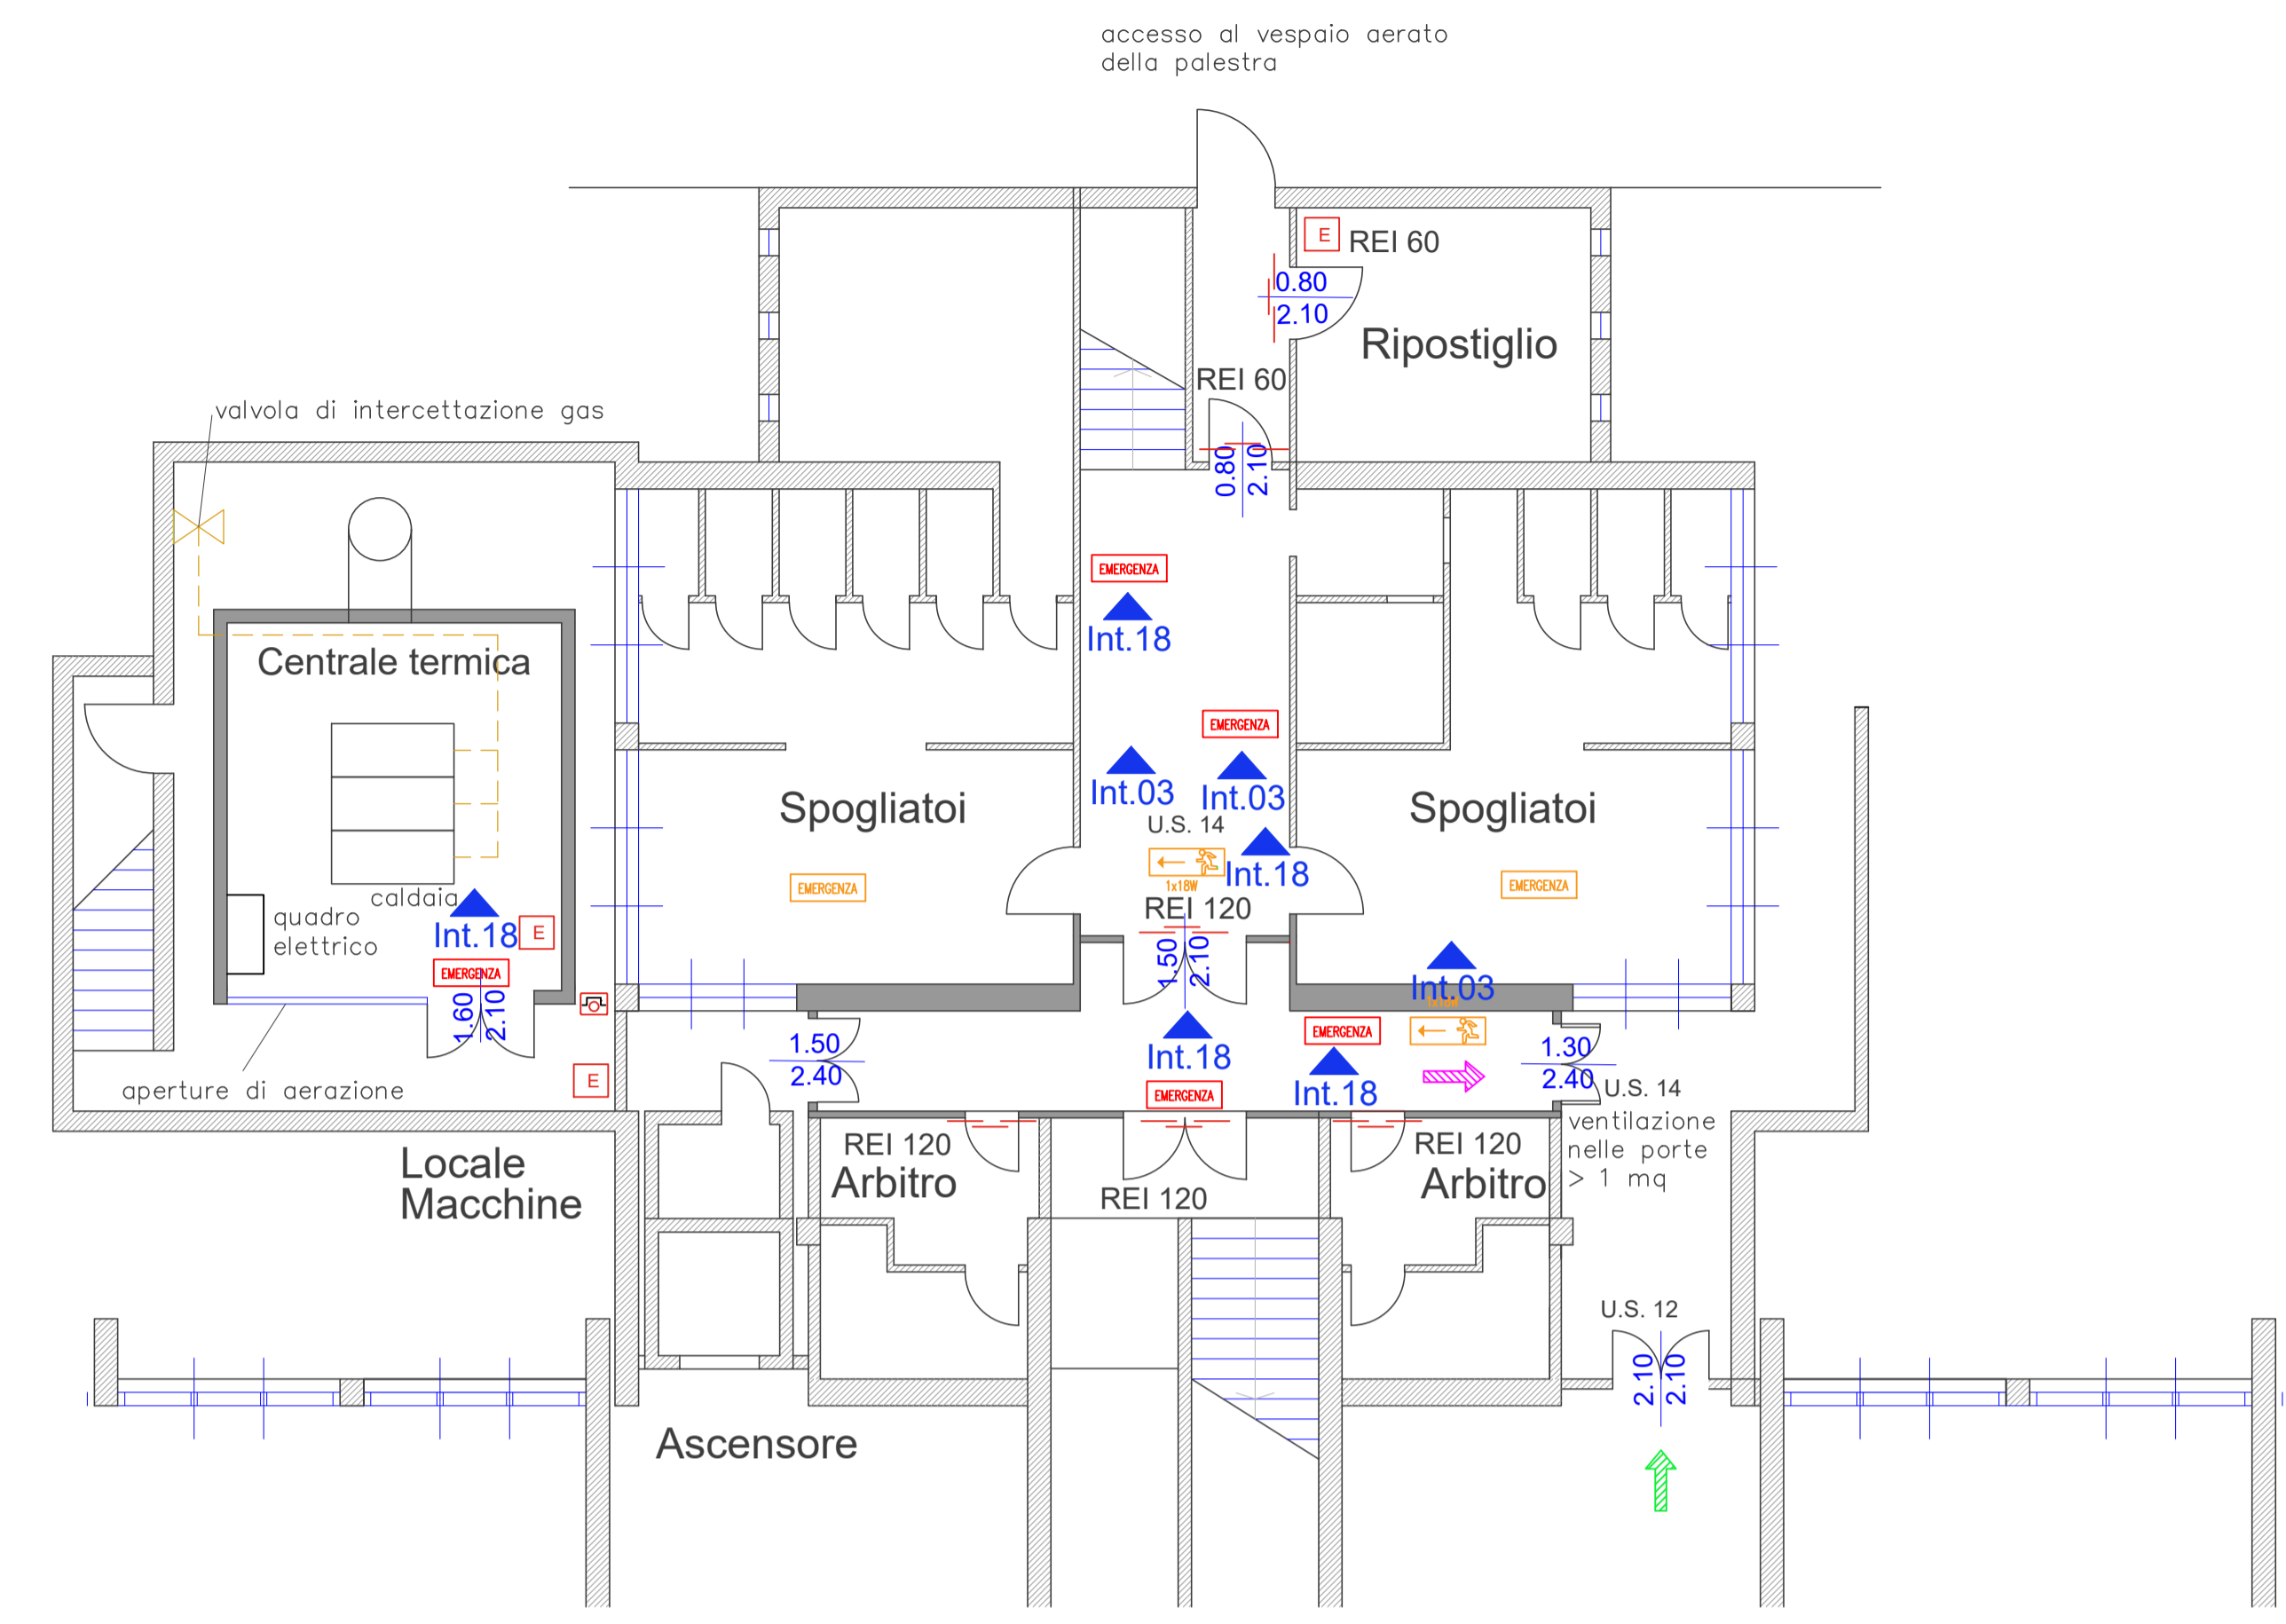 accesso al vespaio aerato
della palestra
E
REI 60
0.80
2.10
Ripostiglio
REI 60
0.80
2.10
valvola di intercettazione gas
EMERGENZA
Int.18
Centrale termica
EMERGENZA
Int.03
Int.03
Spogliatoi
Spogliatoi
U.S. 14
1x18W
Int.18
EMERGENZA
EMERGENZA
caldaia
quadro
elettrico
Int.18
E
EMERGENZA
1.60
2.10
REI 120
1.50
2.10
Int.03
EMERGENZA
1.50
2.40
Int.18
Int.18
1.30
2.40
U.S. 14
E
EMERGENZA
aperture di aerazione
ventilazione
nelle porte
> 1 mq
REI 120
Arbitro
REI 120
Arbitro
REI 120
Locale
Macchine
U.S. 12
2.10
2.10
Ascensore